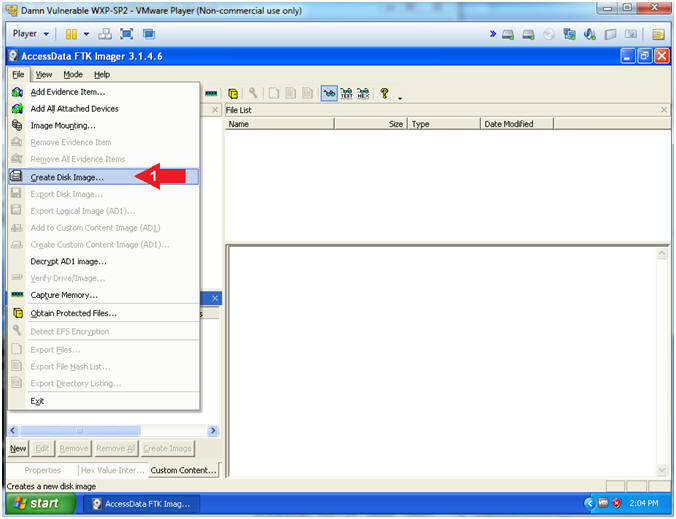 Damn Vulnerable WXP-SP2 - VMware Player (Non-commercial use only)
Player
AccessData FTK Imager 3.1.4.6
File View Mode Help
Add Evidence Item...
Add All Attached Devices
Image Mounting...
Remove Evidence Item
Remove All Evidence Items
Create Disk Image...
1
Export Disk Image...
Export Logical Image (AD1)...
Add to Custom Content Image (AD1)
Create Custom Content Image (AD1)...
Decrypt AD1 image...
Verify Drive/Image...
Capture Memory...
Obtain Protected Files...
Detect EFS Encryption
Export Files...
Export File Hash List...
Export Directory Listing...
Exit
TEXT HEX
File List
Name Size Type Date Modified
s
New Edit Remove Remove All Create Image
Properties Hex Value Inter... Custom Content...
Creates a new disk image
start AccessData FTK Imag... 2:04 PM